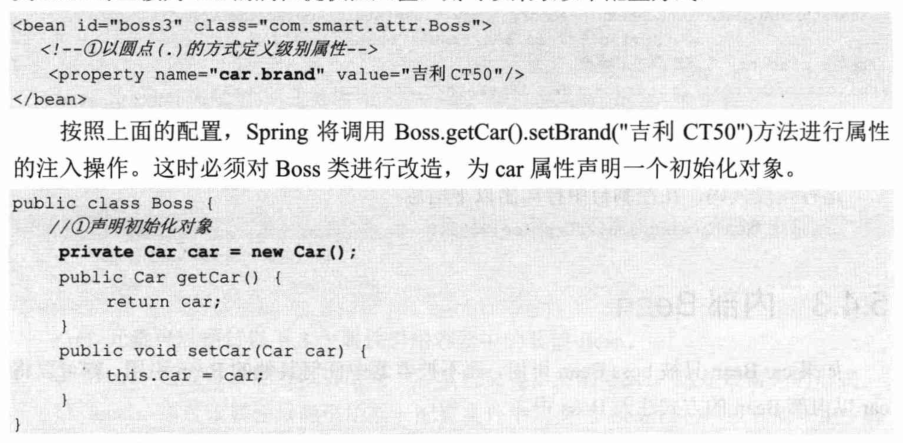 <bean id="boss3" class="com.smart.attr.Boss">
<!--①以圆点(.)的方式定义级别属性-->
<property name="car.brand" value="吉利CT50"/>
</bean>
按照上面的配置，Spring 将调用 Boss.getCar().setBrand("吉利 CT50")方法进行属性
的注入操作。这时必须对 Boss 类进行改造，为 car 属性声明一个初始化对象。
public class Boss {
//①声明初始化对象
private Car car = new Car();
public Car getCar() {
return car;
}
public void setCar(Car car) {
this.car = car;
}
}